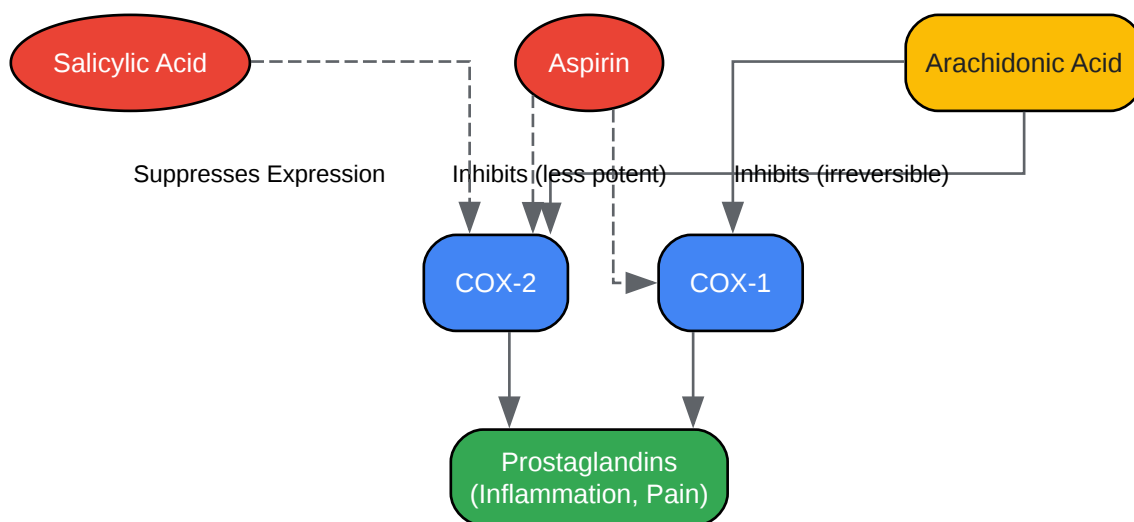 Salicylic Acid
Aspirin
Arachidonic Acid
Suppresses Expression
Inhibits (less potent)
Inhibits (irreversible)
COX-2
COX-1
Prostaglandins
(Inflammation, Pain)